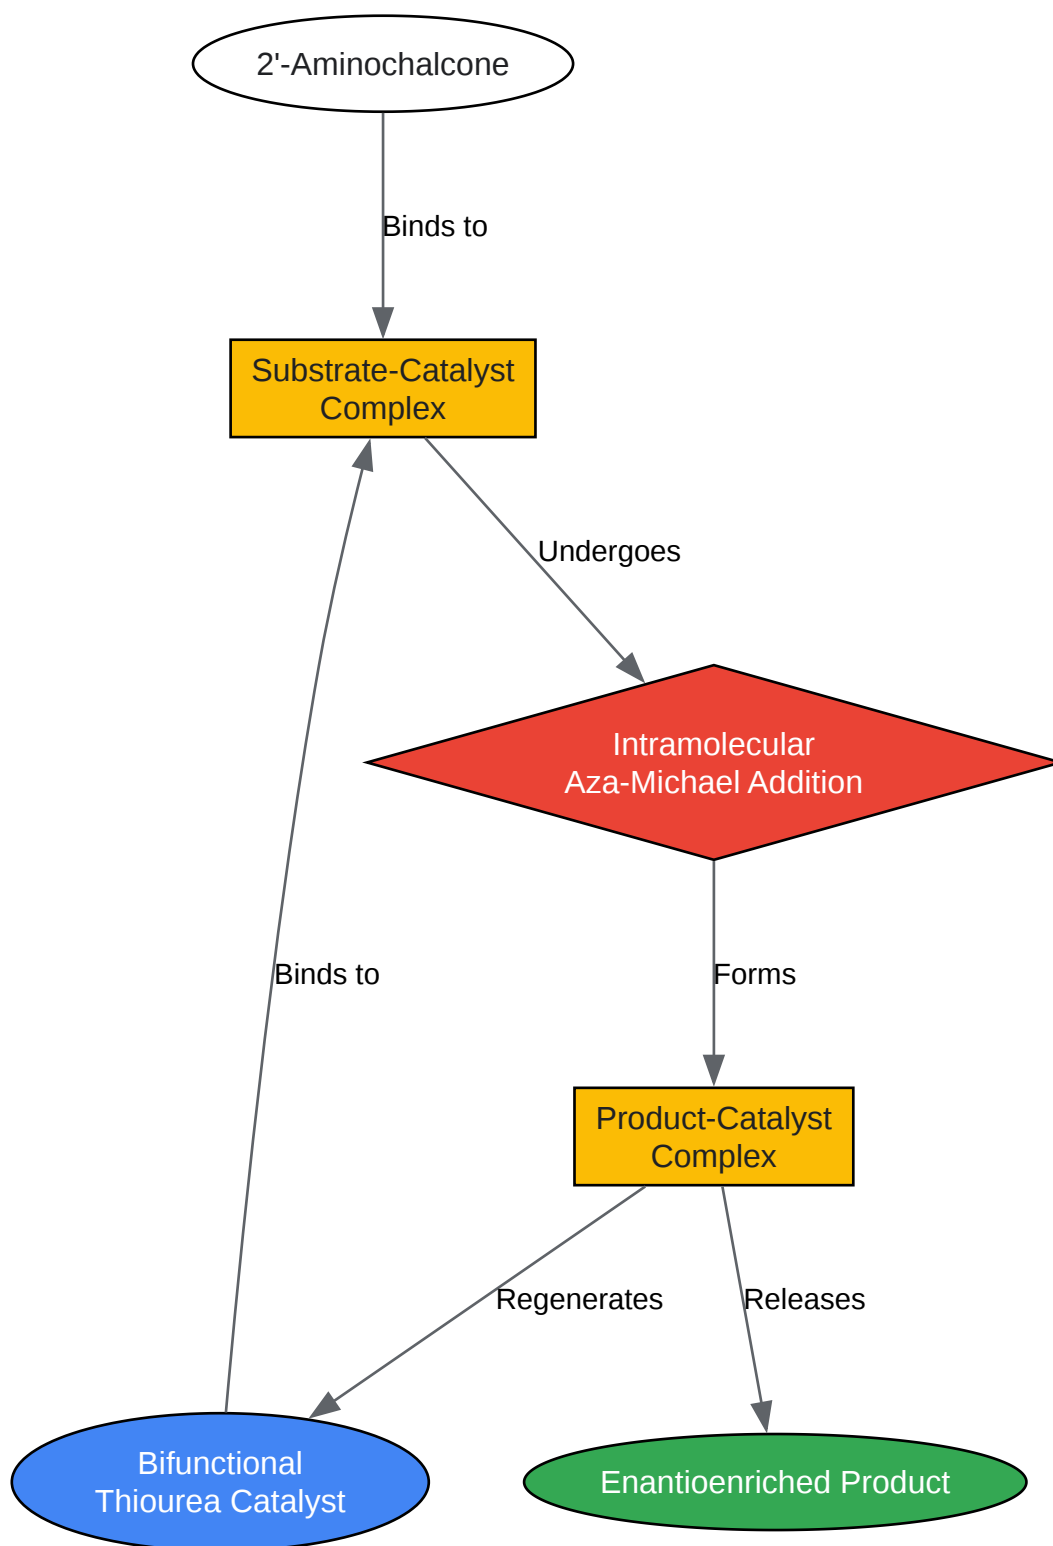 2'-Aminochalcone
Binds to
Substrate-Catalyst
Complex
Undergoes
Intramolecular
Aza-Michael Addition
Binds to
Forms
Product-Catalyst
Complex
Regenerates
Releases
Bifunctional
Thiourea Catalyst
Enantioenriched Product